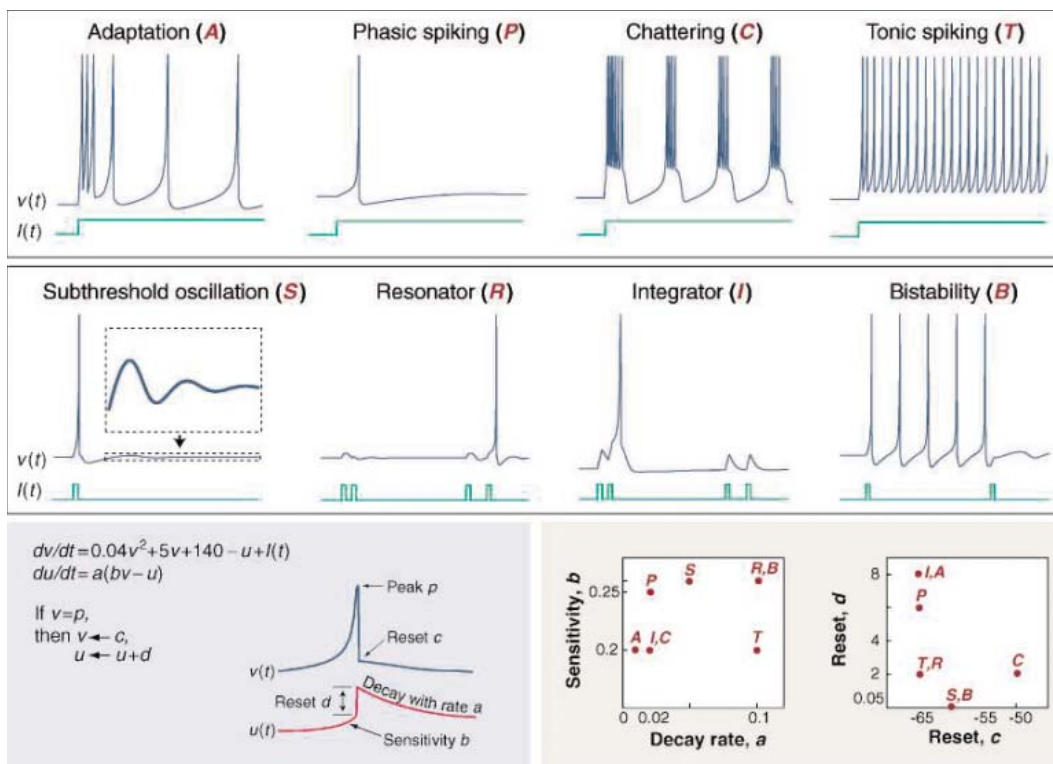 Adaptation (A)
Phasic spiking (P)
Chattering (C)
Tonic spiking (T)
v(t)
I(t)
Subthreshold oscillation (S)
Resonator (R)
Integrator (I)
Bistability (B)
v(t)
I(t)
dv/dt=0.04v²+5v+140 – u+I(t)
du/dt=a(bv– u)
If v=p,
then v ← c,
u ← u+d
Peak p
Reset c
v(t)
Reset d
Decay with rate a
u(t)
Sensitivity b
Sensitivity, b
0.25
0.2
P
S
R,B
A
I,C
T
0
0.02
0.1
Decay rate, a
Reset, d
8
4
2
0.05
I,A
P
T,R
C
S,B
-65
-55
-50
Reset, c